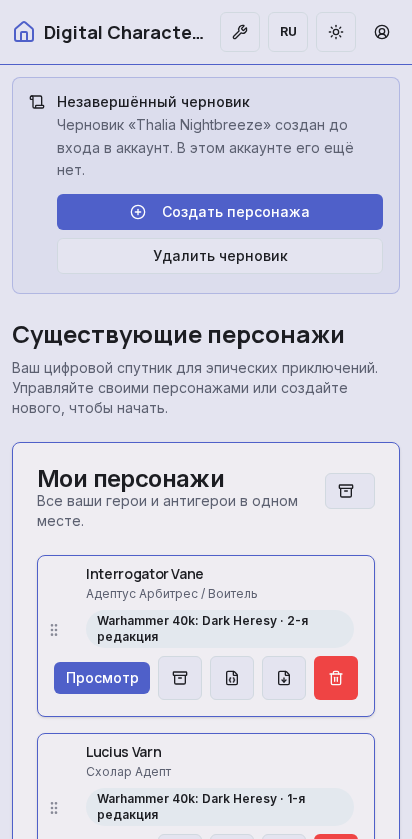 Digital Characte...
RU
Незавершённый черновик
Черновик «Thalia Nightbreeze» создан до
входа в аккаунт. В этом аккаунте его ещё
нет.
Создать персонажа
Удалить черновик
Существующие персонажи
Ваш цифровой спутник для эпических приключений.
Управляйте своими персонажами или создайте
нового, чтобы начать.
Мои персонажи
Все ваши герои и антигерои в одном
месте.
Interrogator Vane
Адептус Арбитрес / Воитель
Warhammer 40k: Dark Heresy · 2-я
редакция
Просмотр
Lucius Varn
Схолар Адепт
Warhammer 40k: Dark Heresy · 1-я
редакция